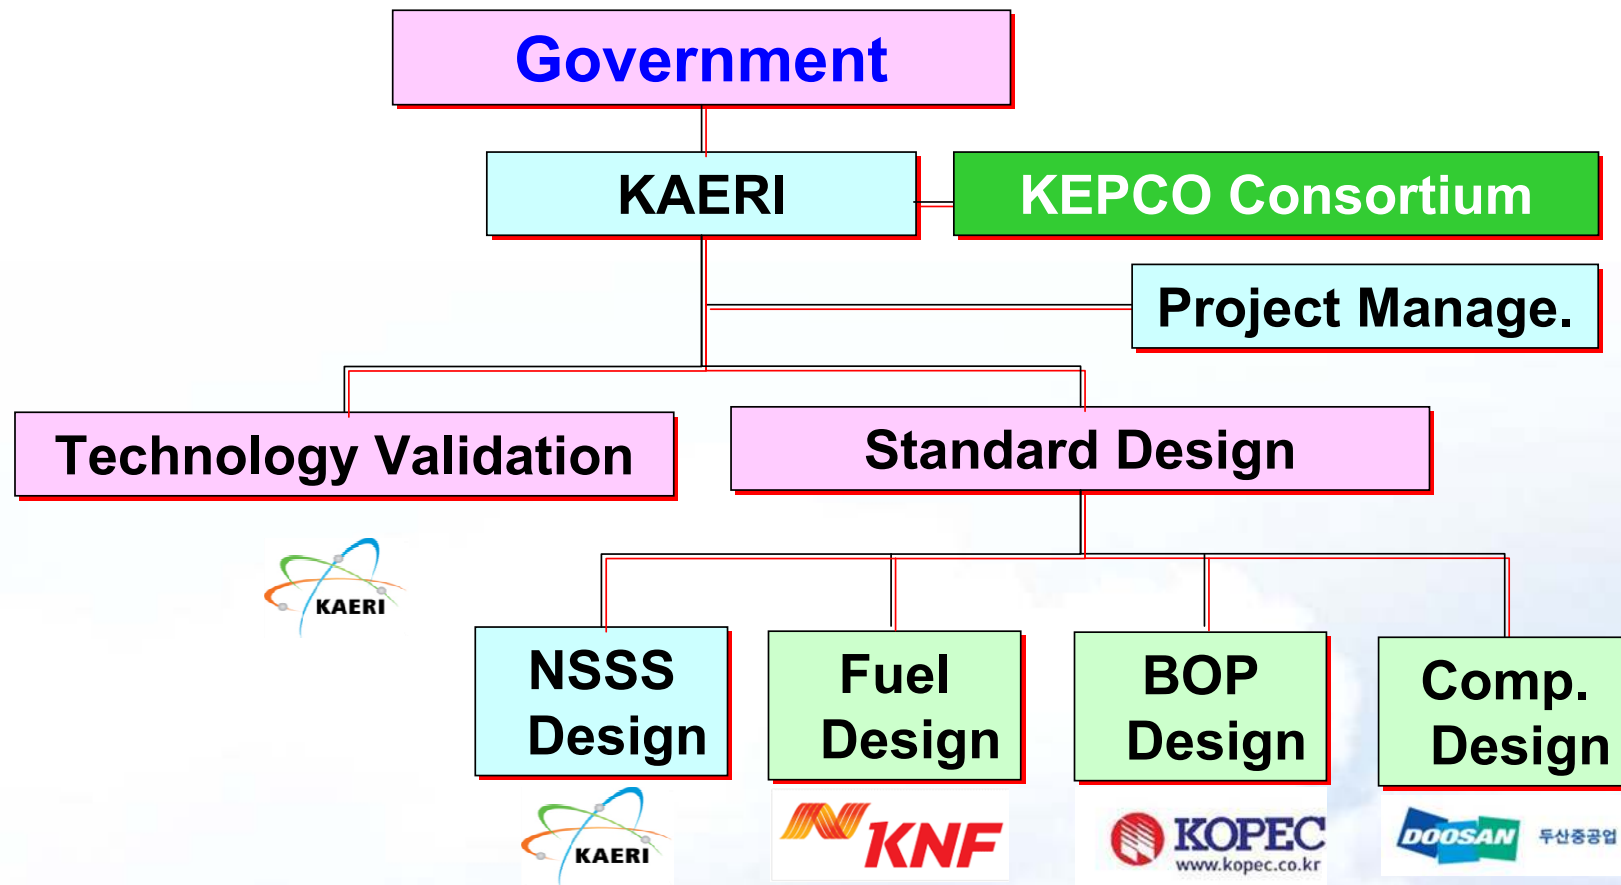 Government
KAERI
KEPCO Consortium
Project Manage.
Technology Validation
Standard Design
KAERI
NSSS
Design
Fuel
Design
BOP
Design
Comp.
Design
KAERI
KNF
KOPEC
www.kopec.co.kr
DOOSAN
두산중공업